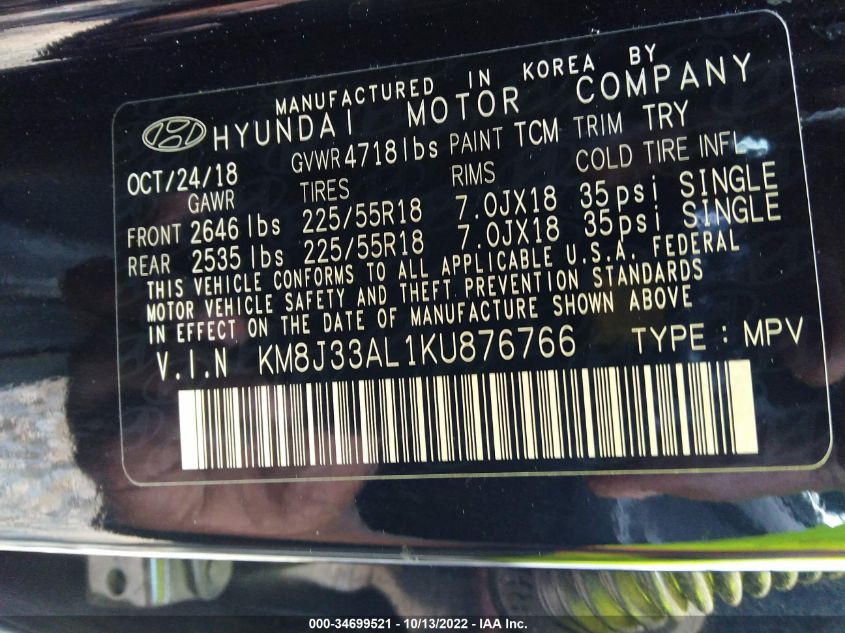 MANUFACTURED IN KOREA BY
HYUNDAI MOTOR COMPANY
OCT/24/18 GVWR 4718 lbs PAINT TCM TRIM TRY
GAWR TIRES RIMS COLD TIRE INFL
FRONT 2646 lbs 225/55R18 7.0JX18 35psi SINGLE
REAR 2535 lbs 225/55R18 7.0JX18 35psi SINGLE
THIS VEHICLE CONFORMS TO ALL APPLICABLE U.S.A. FEDERAL
MOTOR VEHICLE SAFETY AND THEFT PREVENTION STANDARDS
IN EFFECT ON THE DATE OF MANUFACTURE SHOWN ABOVE
V.I.N KM8J33AL1KU876766 TYPE : MPV
000-34699521 - 10/13/2022 - IAA Inc.